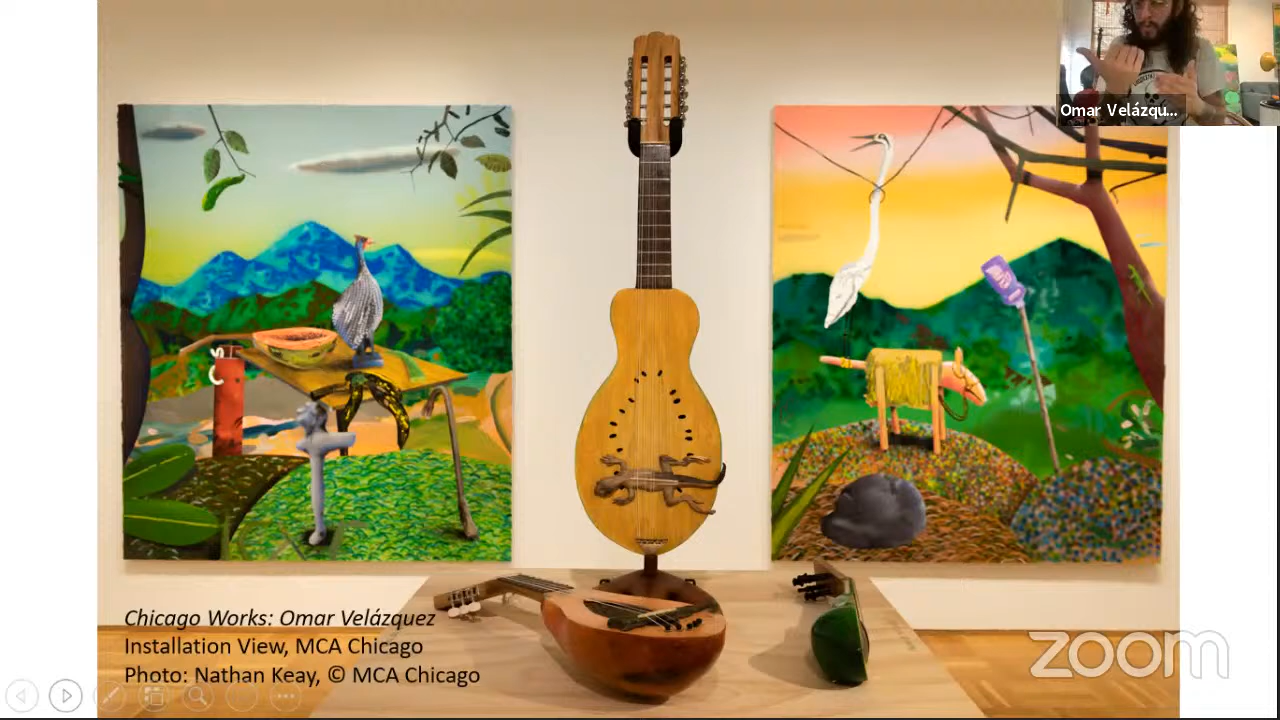 Omar Velázqu...
Chicago Works: Omar Velázquez
Installation View, MCA Chicago
Photo: Nathan Keay, © MCA Chicago
zoom